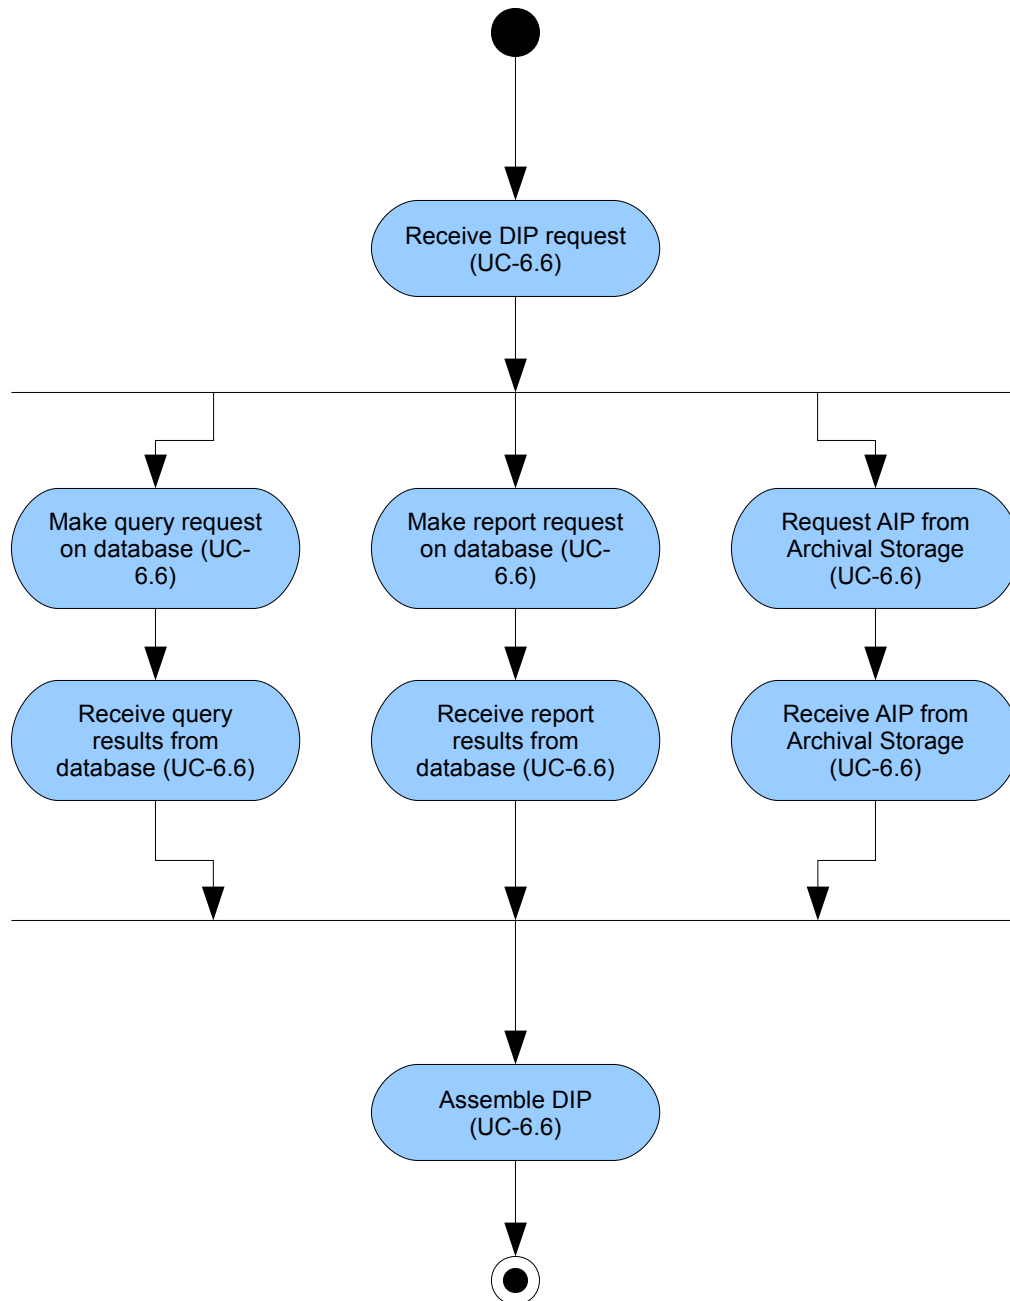 Receive DIP request
(UC-6.6)
Make query request
on database (UC-
6.6)
Make report request
on database (UC-
6.6)
Request AIP from
Archival Storage
(UC-6.6)
Receive query
results from
database (UC-6.6)
Receive report
results from
database (UC-6.6)
Receive AIP from
Archival Storage
(UC-6.6)
Assemble DIP
(UC-6.6)